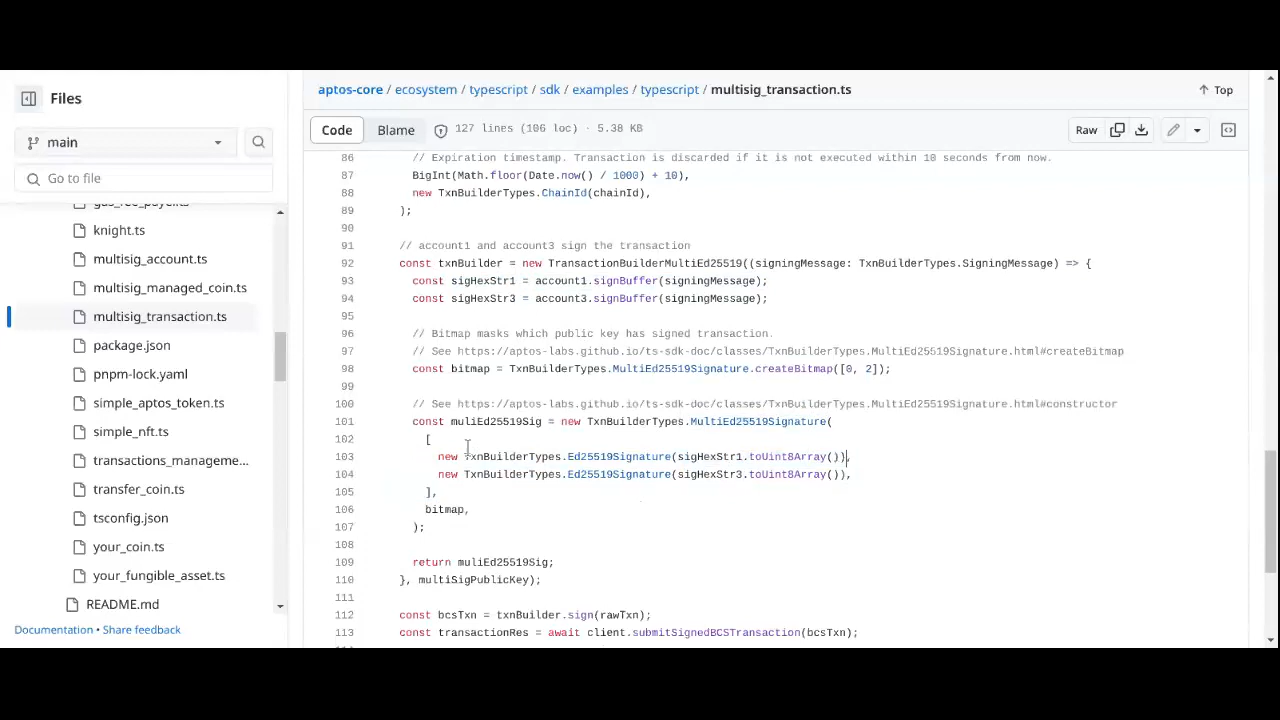 Files
main
Go to file
knight.ts
multisig_account.ts
multisig_managed_coin.ts
multisig_transaction.ts
package.json
pnpm-lock.yaml
simple_aptos_token.ts
simple_nft.ts
transactions_manageme...
transfer_coin.ts
tsconfig.json
your_coin.ts
your_fungible_asset.ts
README.md
Documentation • Share feedback
aptos-core / ecosystem / typescript / sdk / examples / typescript / multisig_transaction.ts
Top
Code Blame 127 lines (106 loc) · 5.38 KB Raw
86 // Expiration timestamp. Transaction is discarded if it is not executed within 10 seconds from now.
87 BigInt(Math.floor(Date.now() / 1000) + 10),
88 new TxnBuilderTypes.ChainId(chainId),
89 );
90
91 // account1 and account3 sign the transaction
92 const txnBuilder = new TransactionBuilderMultiEd25519((signingMessage: TxnBuilderTypes.SigningMessage) => {
93 const sigHexStr1 = account1.signBuffer(signingMessage);
94 const sigHexStr3 = account3.signBuffer(signingMessage);
95
96 // Bitmap masks which public key has signed transaction.
97 // See https://aptos-labs.github.io/ts-sdk-doc/classes/TxnBuilderTypes.MultiEd25519Signature.html#createBitmap
98 const bitmap = TxnBuilderTypes.MultiEd25519Signature.createBitmap([0, 2]);
99
100 // See https://aptos-labs.github.io/ts-sdk-doc/classes/TxnBuilderTypes.MultiEd25519Signature.html#constructor
101 const muliEd25519Sig = new TxnBuilderTypes.MultiEd25519Signature(
102 [
103 new TxnBuilderTypes.Ed25519Signature(sigHexStr1.toUint8Array()),
104 new TxnBuilderTypes.Ed25519Signature(sigHexStr3.toUint8Array()),
105 ],
106 bitmap,
107 );
108
109 return muliEd25519Sig;
110 }, multiSigPublicKey);
111
112 const bcsTxn = txnBuilder.sign(rawTxn);
113 const transactionRes = await client.submitSignedBCSTransaction(bcsTxn);